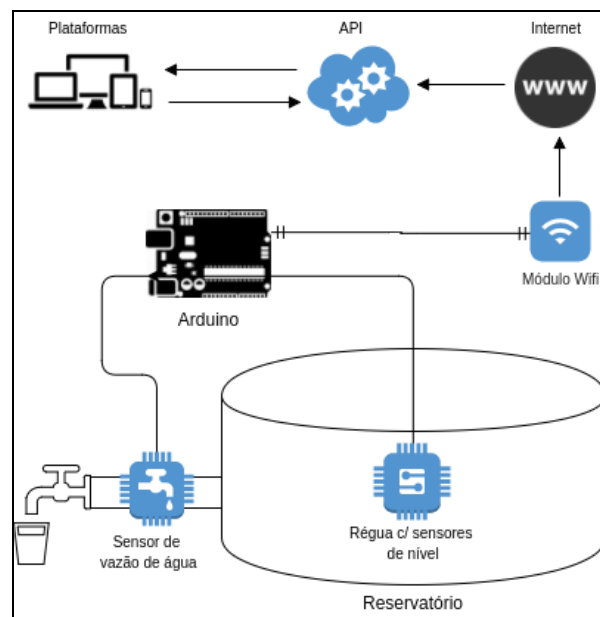 Plataformas
API
Internet
WWW
Módulo Wifi
Arduino
Sensor de
vazão de água
Régua c/ sensores
de nível
Reservatório